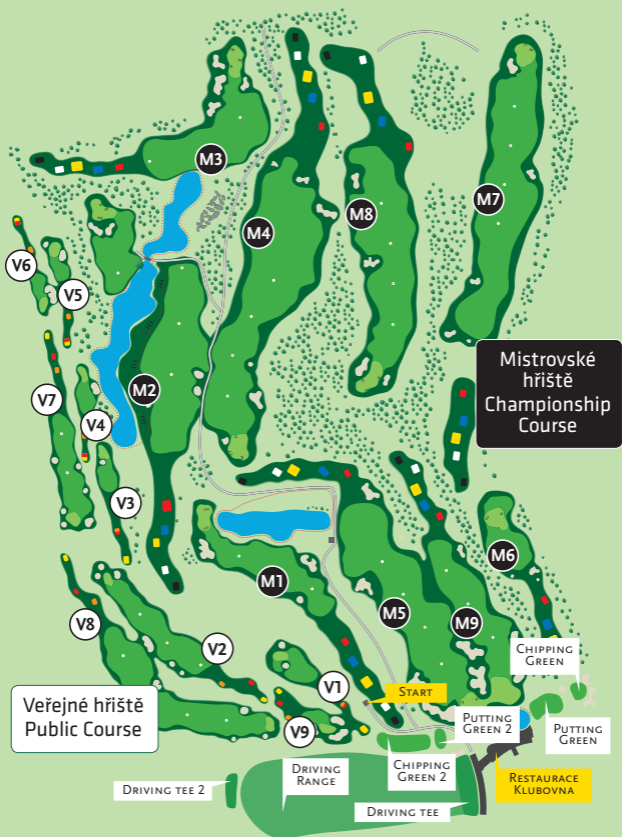 M3
M4
M8
M7
V6
V5
M2
V7
V4
Mistrovské
hřiště
Championship
Course
V3
M6
M1
M5
M9
V8
V2
Chipping
Green
V1
Start
Veřejné hřiště
Public Course
V9
Putting
Green 2
Putting
Green
Driving
Range
Chipping
Green 2
Restaurace
Klubovna
Driving tee 2
Driving tee